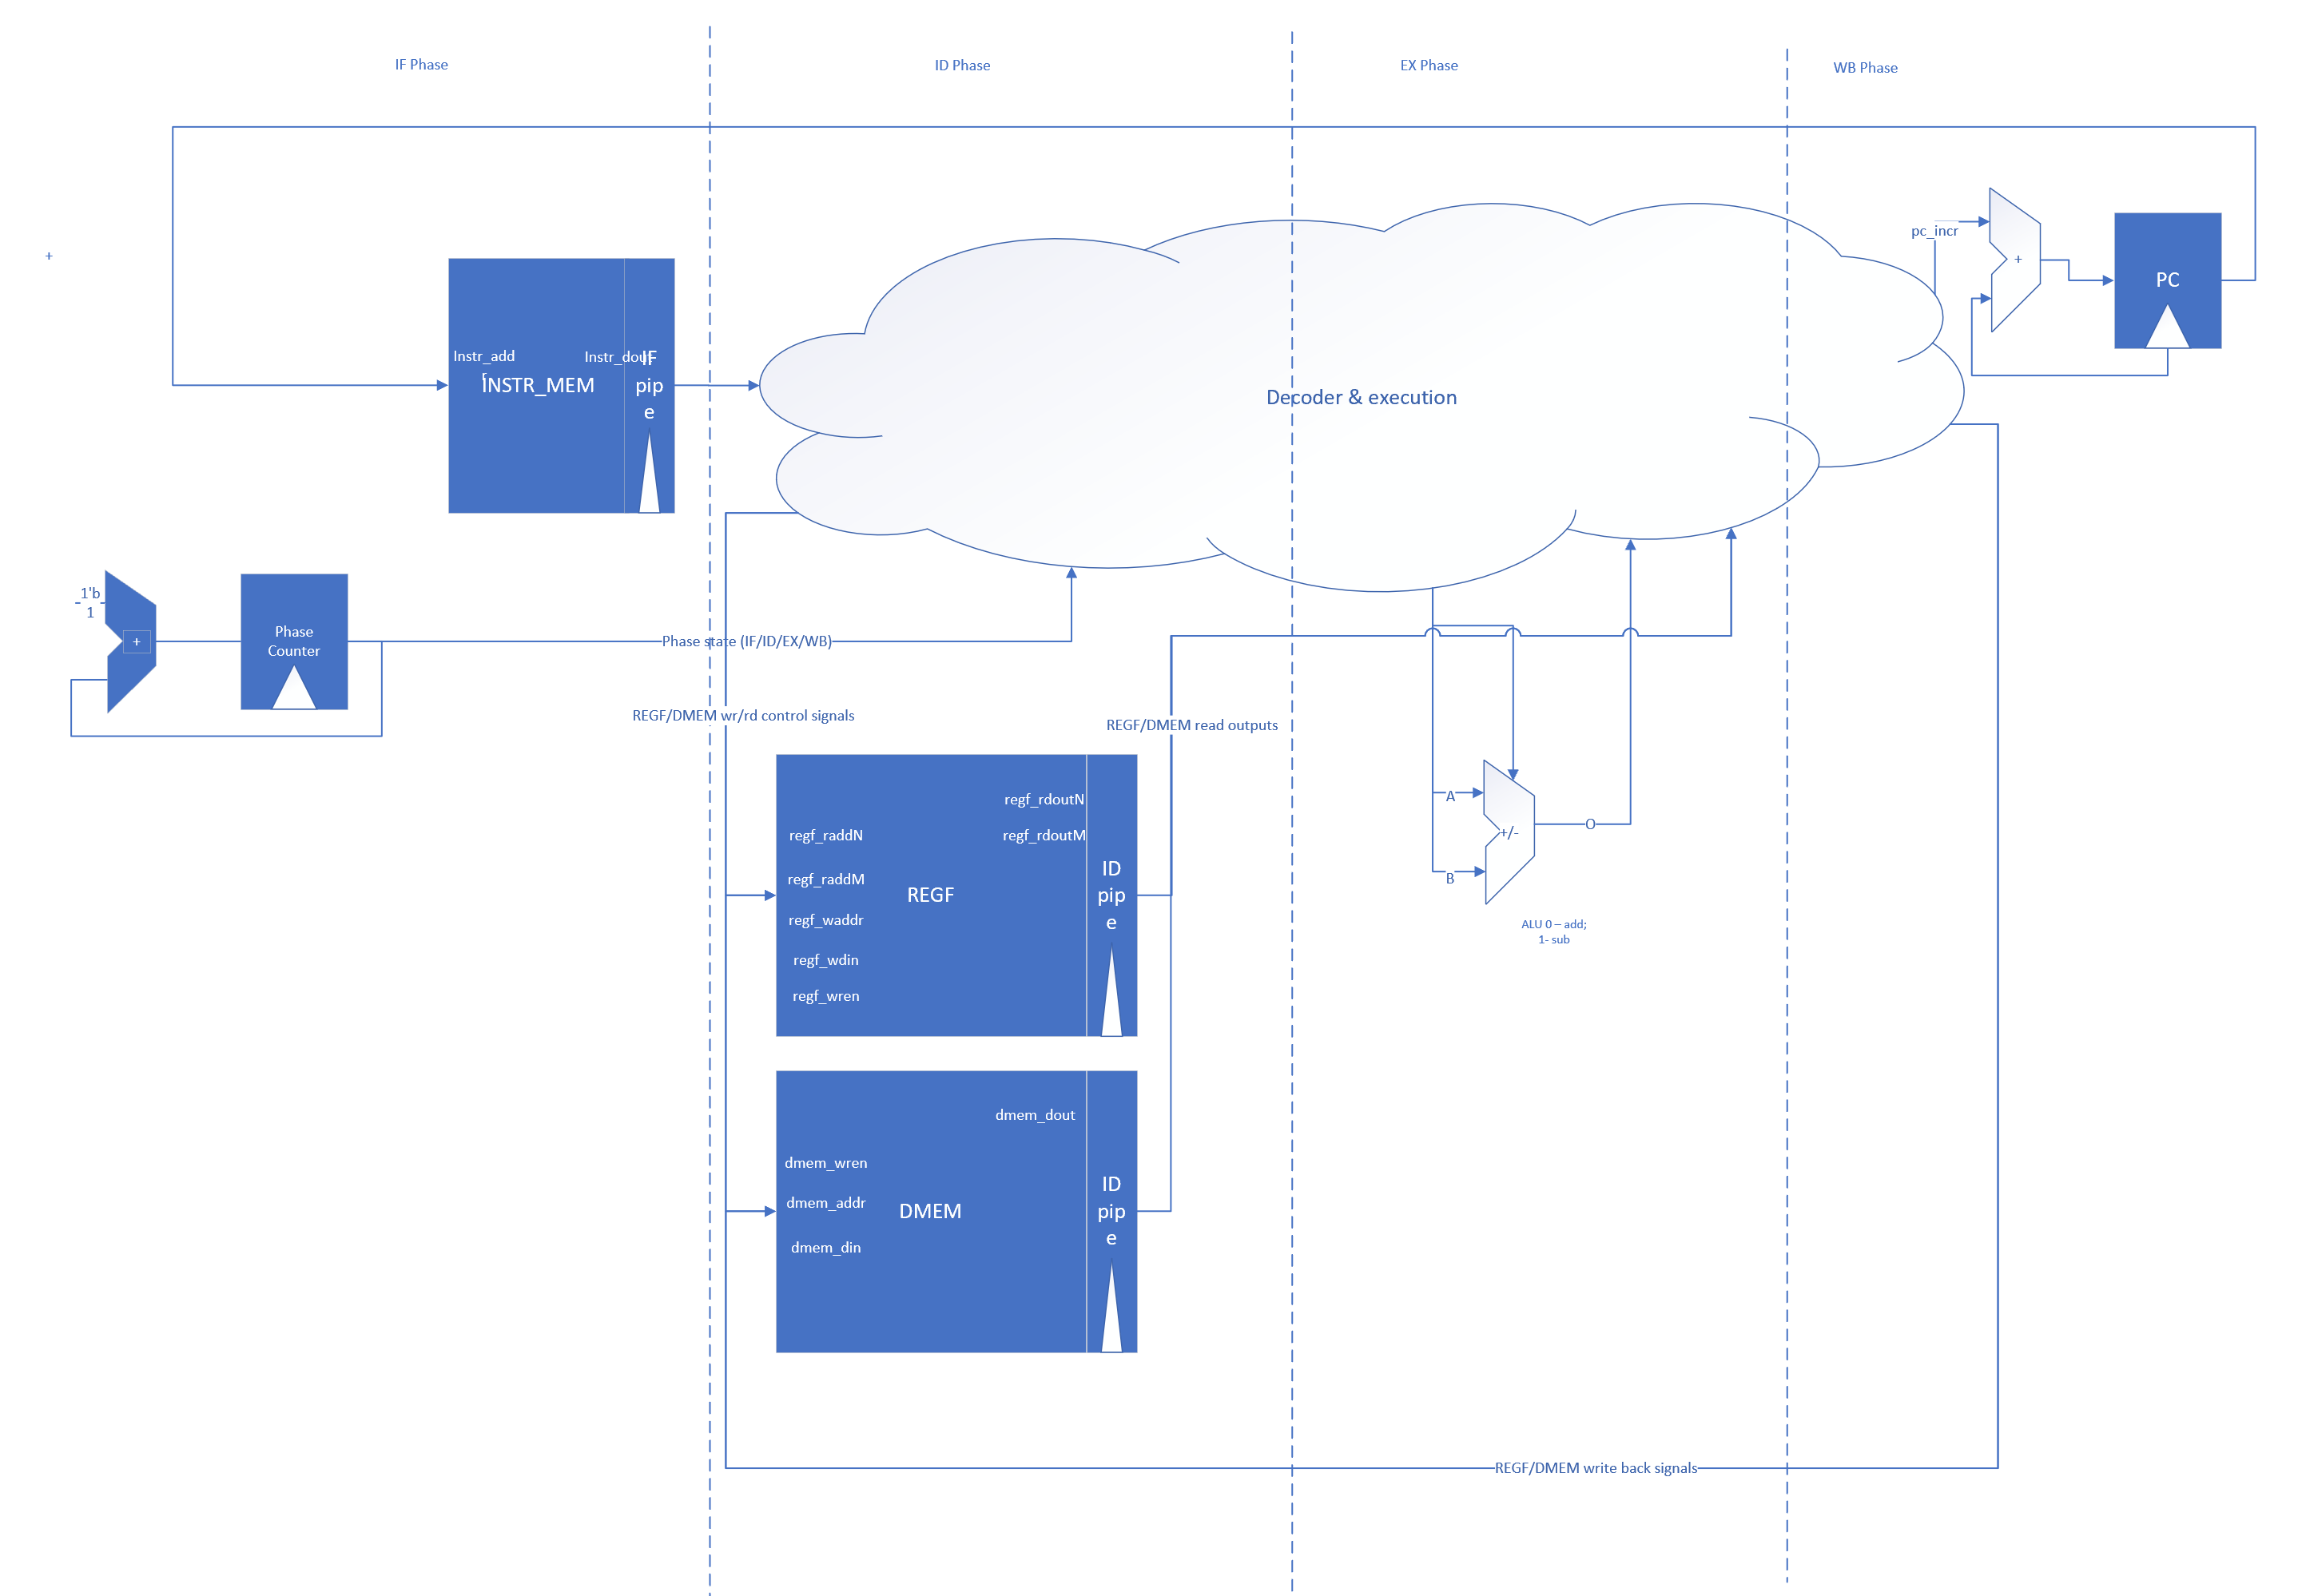 IF Phase
ID Phase
EX Phase
WB Phase
pc_incr
+
PC
+
Instr_add
r
Instr_dout
INSTR_MEM
IF
pip
e
Decoder & execution
1'b
1
+
Phase
Counter
Phase state (IF/ID/EX/WB)
REGF/DMEM wr/rd control signals
REGF/DMEM read outputs
regf_rdoutN
regf_rdoutM
regf_raddN
regf_raddM
regf_waddr
regf_wdin
regf_wren
REGF
ID
pip
e
A
B
+/-
O
ALU 0 – add;
1- sub
dmem_dout
dmem_wren
dmem_addr
dmem_din
DMEM
ID
pip
e
REGF/DMEM write back signals